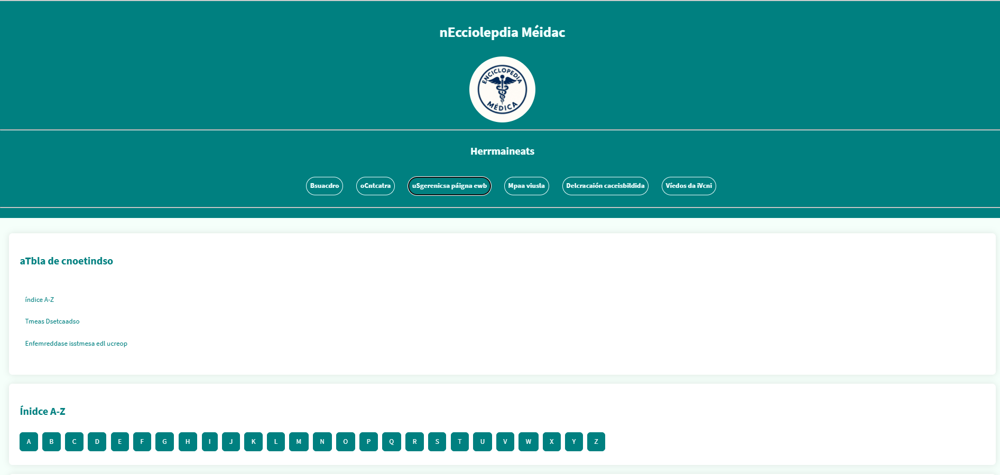 nEcciolepdia Méidac
ENCICLOPEDIA
MÉDICA
Herrmaineats
Bsuacdro oCntcatra uSgerenicsa páigna ewb Mpaa viusla Delcracaión caceisbildida Víedos da iVcni
aTbla de cnoetindso
índice A-Z
Tmeas Dsetcaadso
Enfemreddase isstmesa edl ucreop
Ínidce A-Z
A B C D E F G H I J K L M N O P Q R S T U V W X Y Z